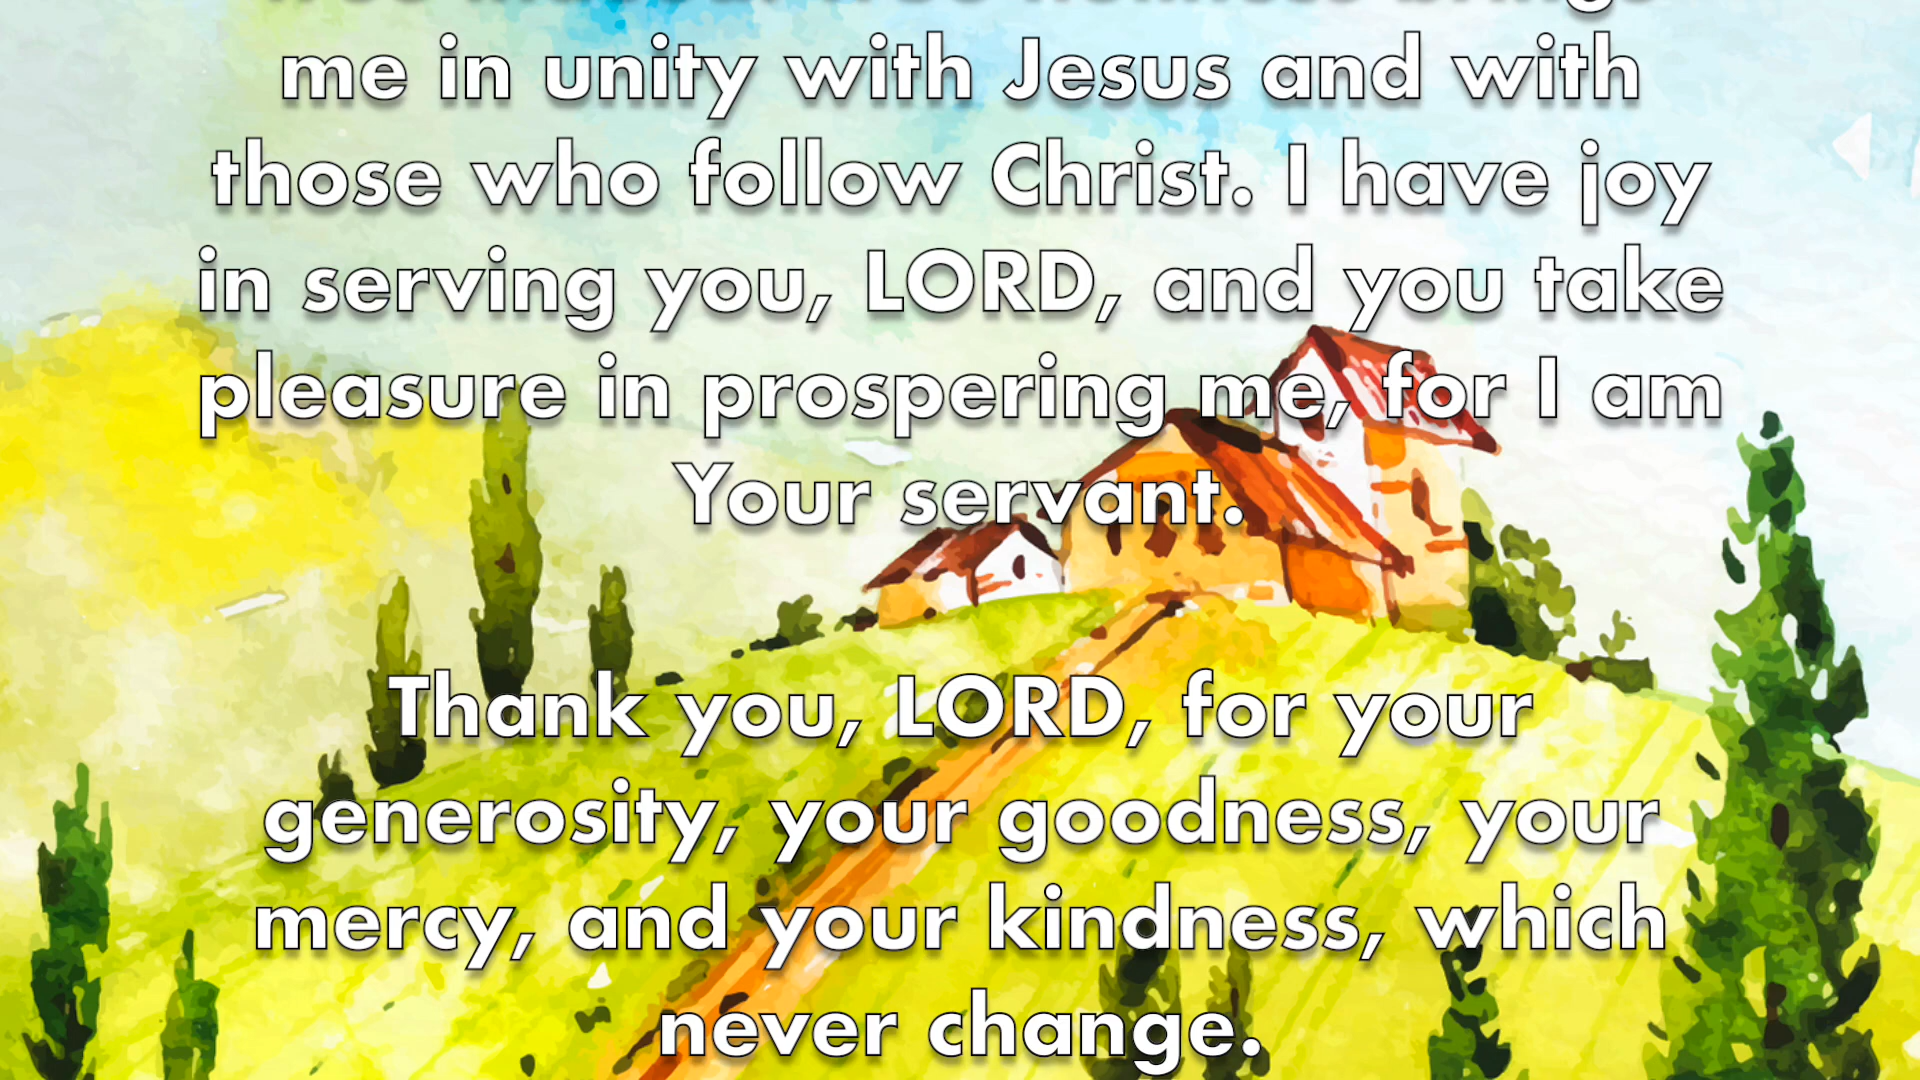 me in unity with Jesus and with
those who follow Christ. I have joy
in serving you, LORD, and you take
pleasure in prospering me, for I am
Your servant.
Thank you, LORD, for your
generosity, your goodness, your
mercy, and your kindness, which
never change.